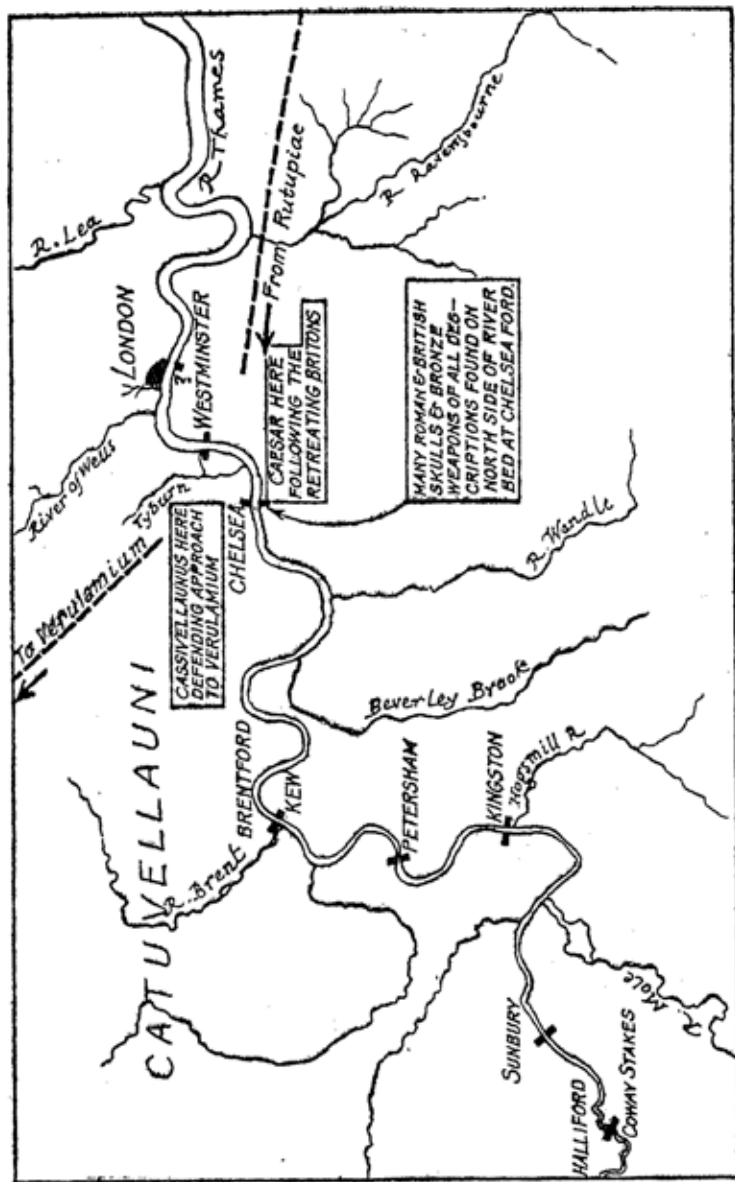 R. Lea
R Thames
From Rutupiae
R Ravensbourne
LONDON
?
WESTMINSTER
River of Wells
Tyburn
To Verulamium
CASSIVELLAUNUS HERE
DEFENDING APPROACH
TO VERULAMIUM
CHELSEA
CAESAR HERE
FOLLOWING THE
RETREATING BRITONS
MANY ROMAN & BRITISH
SKULLS & BRONZE
WEAPONS OF ALL DES-
CRIPTIONS FOUND ON
NORTH SIDE OF RIVER
BED AT CHELSEA FORD.
R. Wandle
Beverley Brook
CATUVELLAUNI
BRENTFORD
KEW
R. Brent
PETERSHAM
KINGSTON
Hogsmill R
R Mole
SUNBURY
HALLIFORD
COWAY STAKES